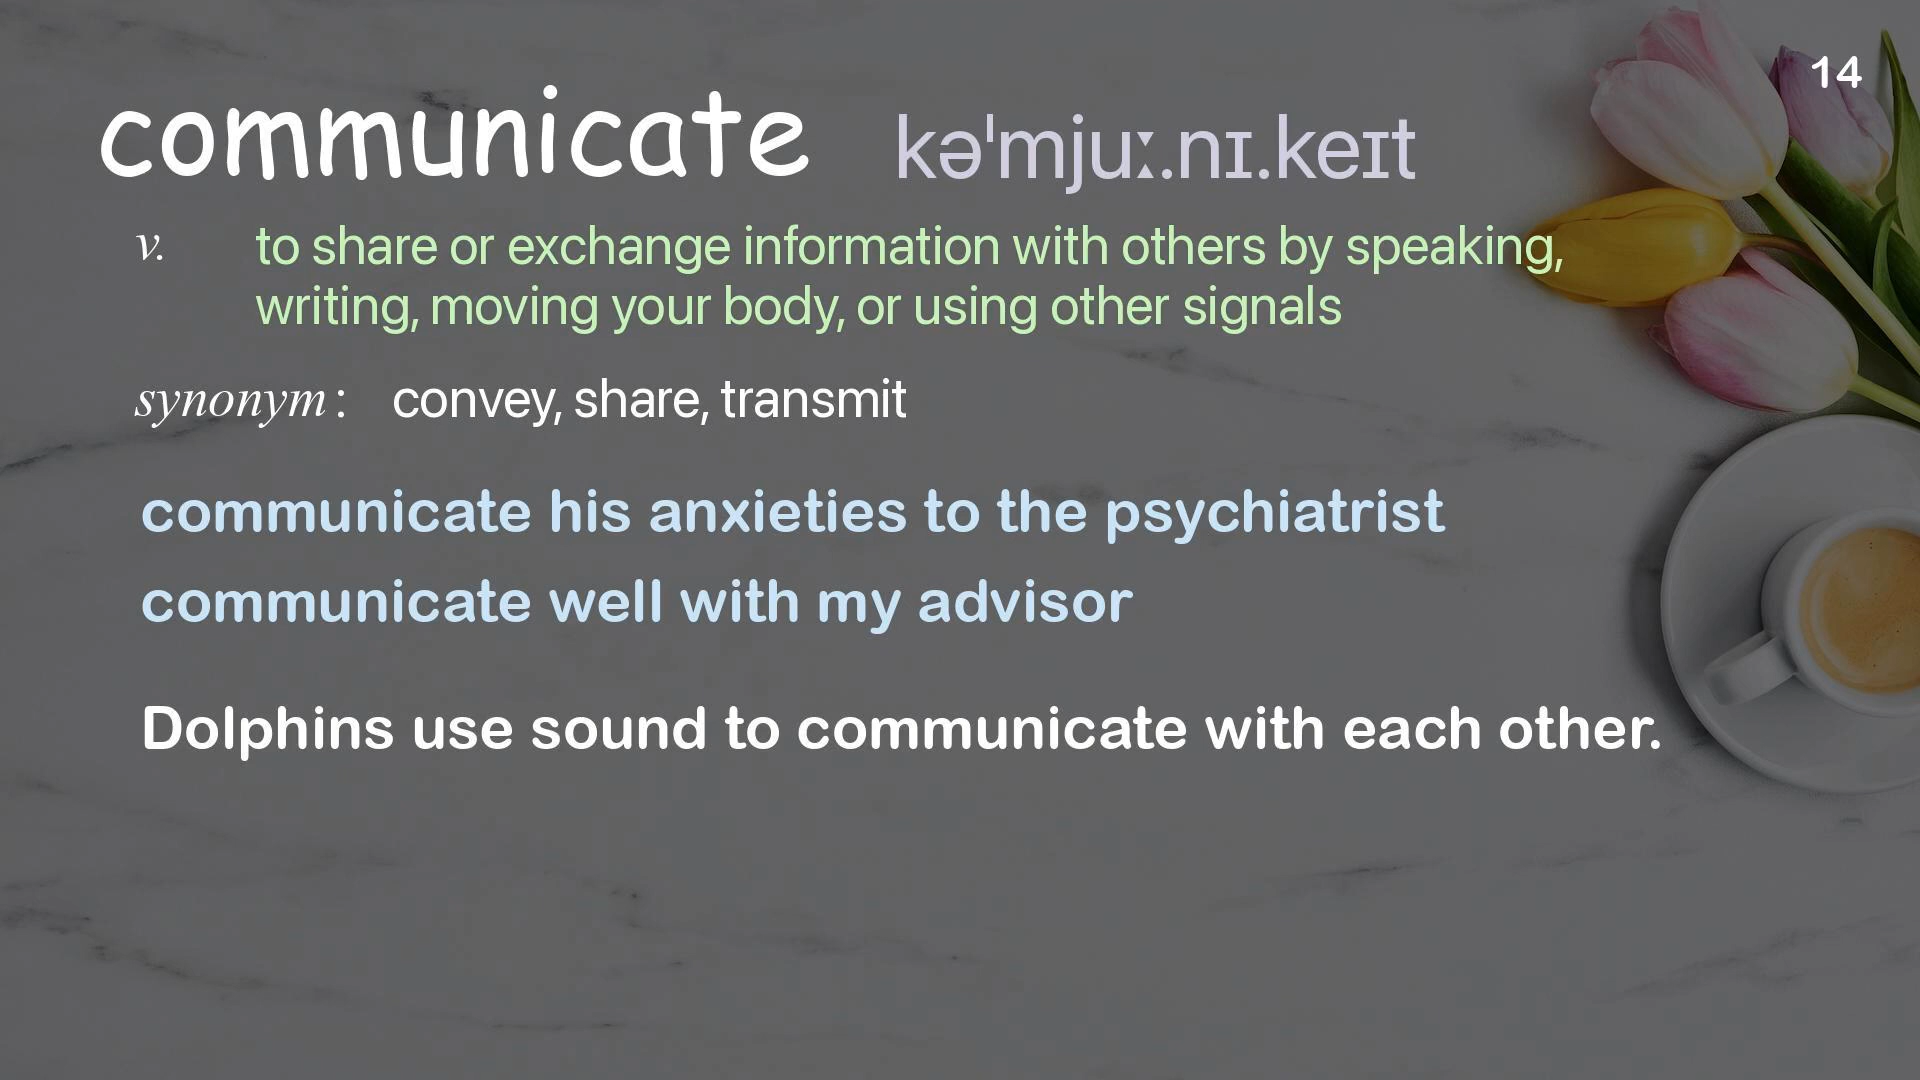 14
communicate kə'mjuː.nɪ.keɪt
v. to share or exchange information with others by speaking,
writing, moving your body, or using other signals
synonym: convey, share, transmit
communicate his anxieties to the psychiatrist
communicate well with my advisor
Dolphins use sound to communicate with each other.